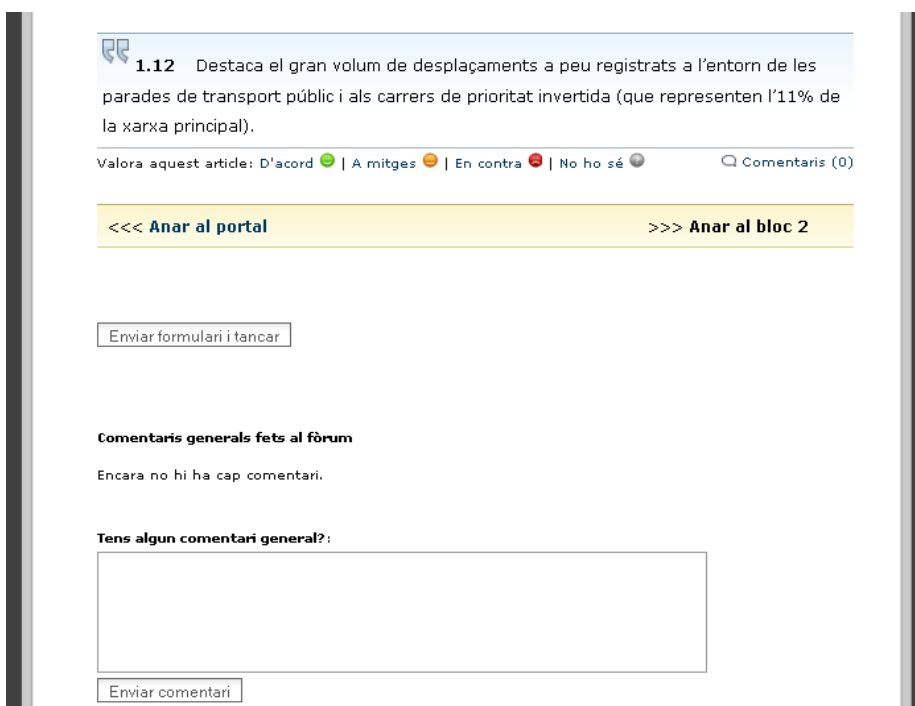 1.12 Destaca el gran volum de desplaçaments a peu registrats a l'entorn de les
parades de transport públic i als carrers de prioritat invertida (que representen l'11% de
la xarxa principal).
Valora aquest article: D'acord | A mitges | En contra | No ho sé Comentaris (0)
<<< Anar al portal >>> Anar al bloc 2
Enviar formulari i tancar
Comentaris generals fets al fòrum
Encara no hi ha cap comentari.
Tens algun comentari general?:
Enviar comentari